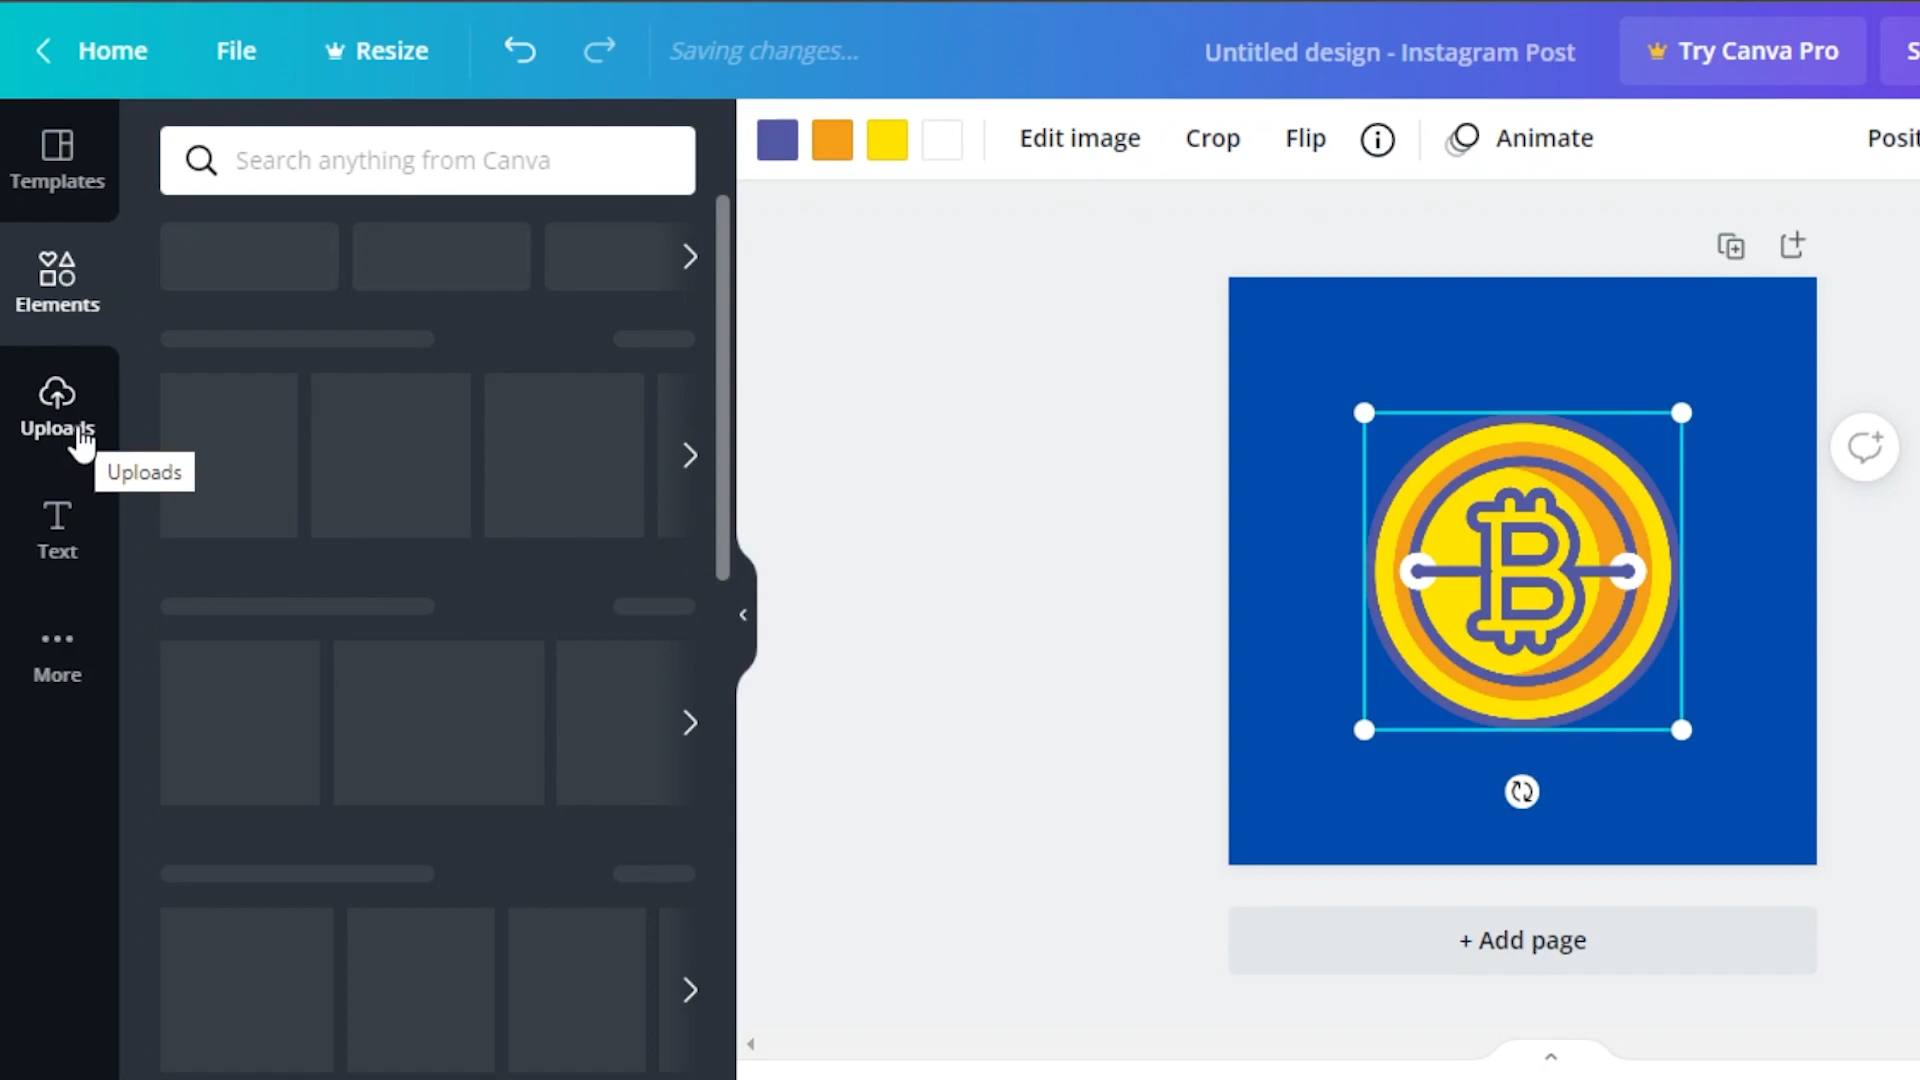 Home
File
Resize
Saving changes...
Untitled design - Instagram Post
Try Canva Pro
Templates
Search anything from Canva
Edit image
Crop
Flip
Animate
Posit
Elements
Uploads
Uploads
Text
More
+ Add page